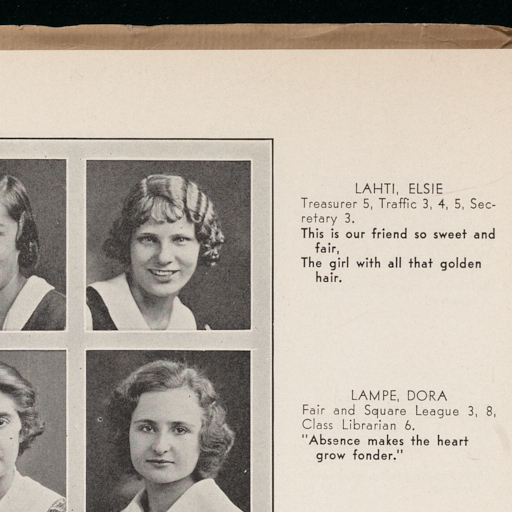 LAHTI, ELSIE
Treasurer 5, Traffic 3, 4, 5, Sec-
retary 3.
This is our friend so sweet and
fair,
The girl with all that golden
hair.
LAMPE, DORA
Fair and Square League 3, 8,
Class Librarian 6.
"Absence makes the heart
grow fonder."